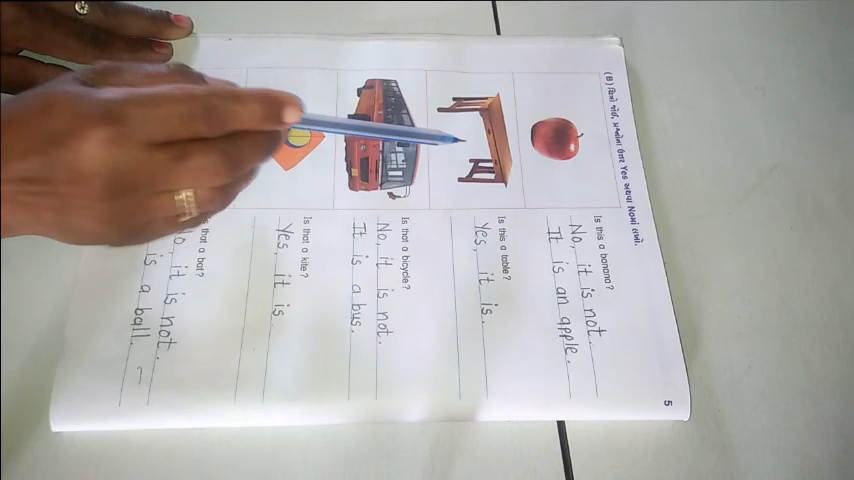 (B) ચિત્રો જોઈ, પ્રશ્નોના ઉત્તર Yes અથવા Noમાં લખો.
Is this a banana?
No, it is not.
It is an apple.
Is this a table?
Yes, it is.
Is that a bicycle?
No, it is not.
It is a bus.
Is that a kite?
Yes, it is
that a bat?
it is not.
is a ball.
5